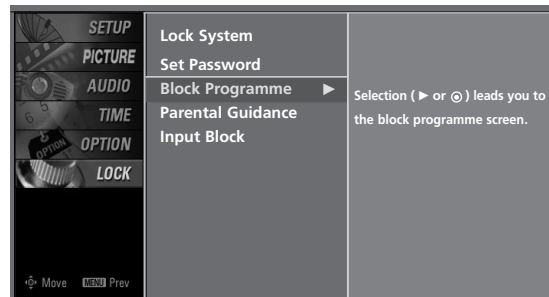 SETUP
PICTURE
AUDIO
TIME
OPTION
LOCK
Move MENU Prev
Lock System
Set Password
Block Programme ▶
Parental Guidance
Input Block
Selection ( ▶ or ◉ ) leads you to
the block programme screen.